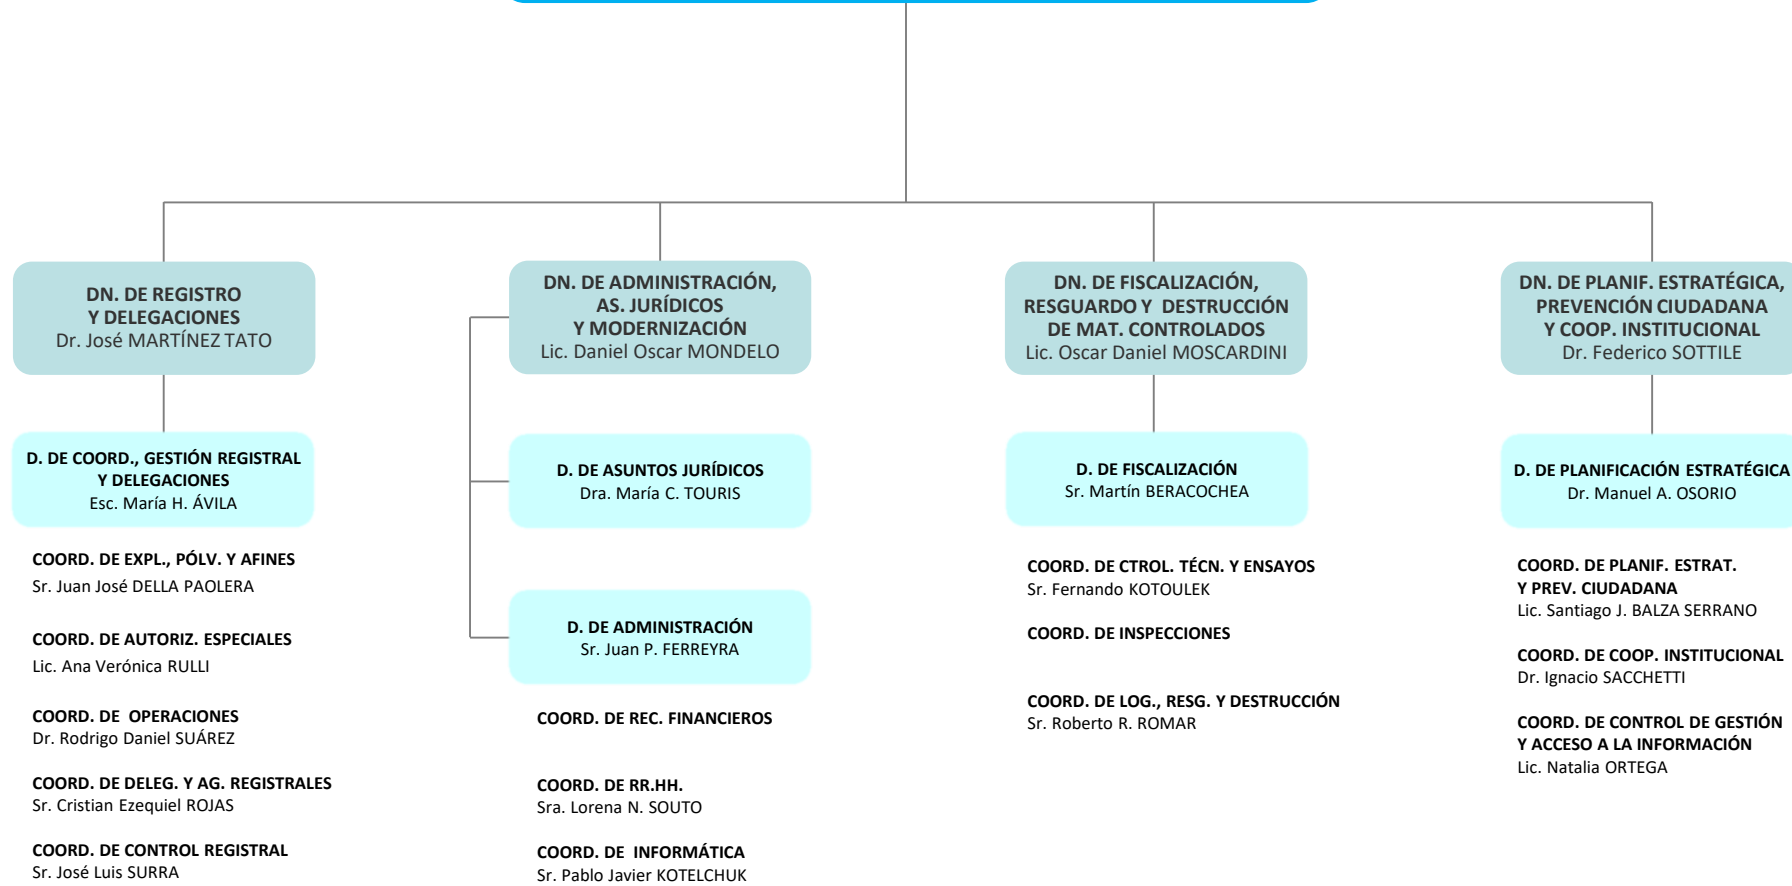 DN. DE REGISTRO
Y DELEGACIONES
Dr. José MARTÍNEZ TATO
DN. DE ADMINISTRACIÓN,
AS. JURÍDICOS
Y MODERNIZACIÓN
Lic. Daniel Oscar MONDELO
DN. DE FISCALIZACIÓN,
RESGUARDO Y DESTRUCCIÓN
DE MAT. CONTROLADOS
Lic. Oscar Daniel MOSCARDINI
DN. DE PLANIF. ESTRATÉGICA,
PREVENCIÓN CIUDADANA
Y COOP. INSTITUCIONAL
Dr. Federico SOTTILE
D. DE COORD., GESTIÓN REGISTRAL
Y DELEGACIONES
Esc. María H. ÁVILA
COORD. DE EXPL., PÓLV. Y AFINES
Sr. Juan José DELLA PAOLERA
COORD. DE AUTORIZ. ESPECIALES
Lic. Ana Verónica RULLI
COORD. DE OPERACIONES
Dr. Rodrigo Daniel SUÁREZ
COORD. DE DELEG. Y AG. REGISTRALES
Sr. Cristian Ezequiel ROJAS
COORD. DE CONTROL REGISTRAL
Sr. José Luis SURRA
D. DE ASUNTOS JURÍDICOS
Dra. María C. TOURIS
D. DE ADMINISTRACIÓN
Sr. Juan P. FERREYRA
COORD. DE REC. FINANCIEROS
COORD. DE RR.HH.
Sra. Lorena N. SOUTO
COORD. DE INFORMÁTICA
Sr. Pablo Javier KOTELCHUK
D. DE FISCALIZACIÓN
Sr. Martín BERACOCHEA
COORD. DE CTROL. TÉCN. Y ENSAYOS
Sr. Fernando KOTOULEK
COORD. DE INSPECCIONES
COORD. DE LOG., RESG. Y DESTRUCCIÓN
Sr. Roberto R. ROMAR
D. DE PLANIFICACIÓN ESTRATÉGICA
Dr. Manuel A. OSORIO
COORD. DE PLANIF. ESTRAT.
Y PREV. CIUDADANA
Lic. Santiago J. BALZA SERRANO
COORD. DE COOP. INSTITUCIONAL
Dr. Ignacio SACCHETTI
COORD. DE CONTROL DE GESTIÓN
Y ACCESO A LA INFORMACIÓN
Lic. Natalia ORTEGA